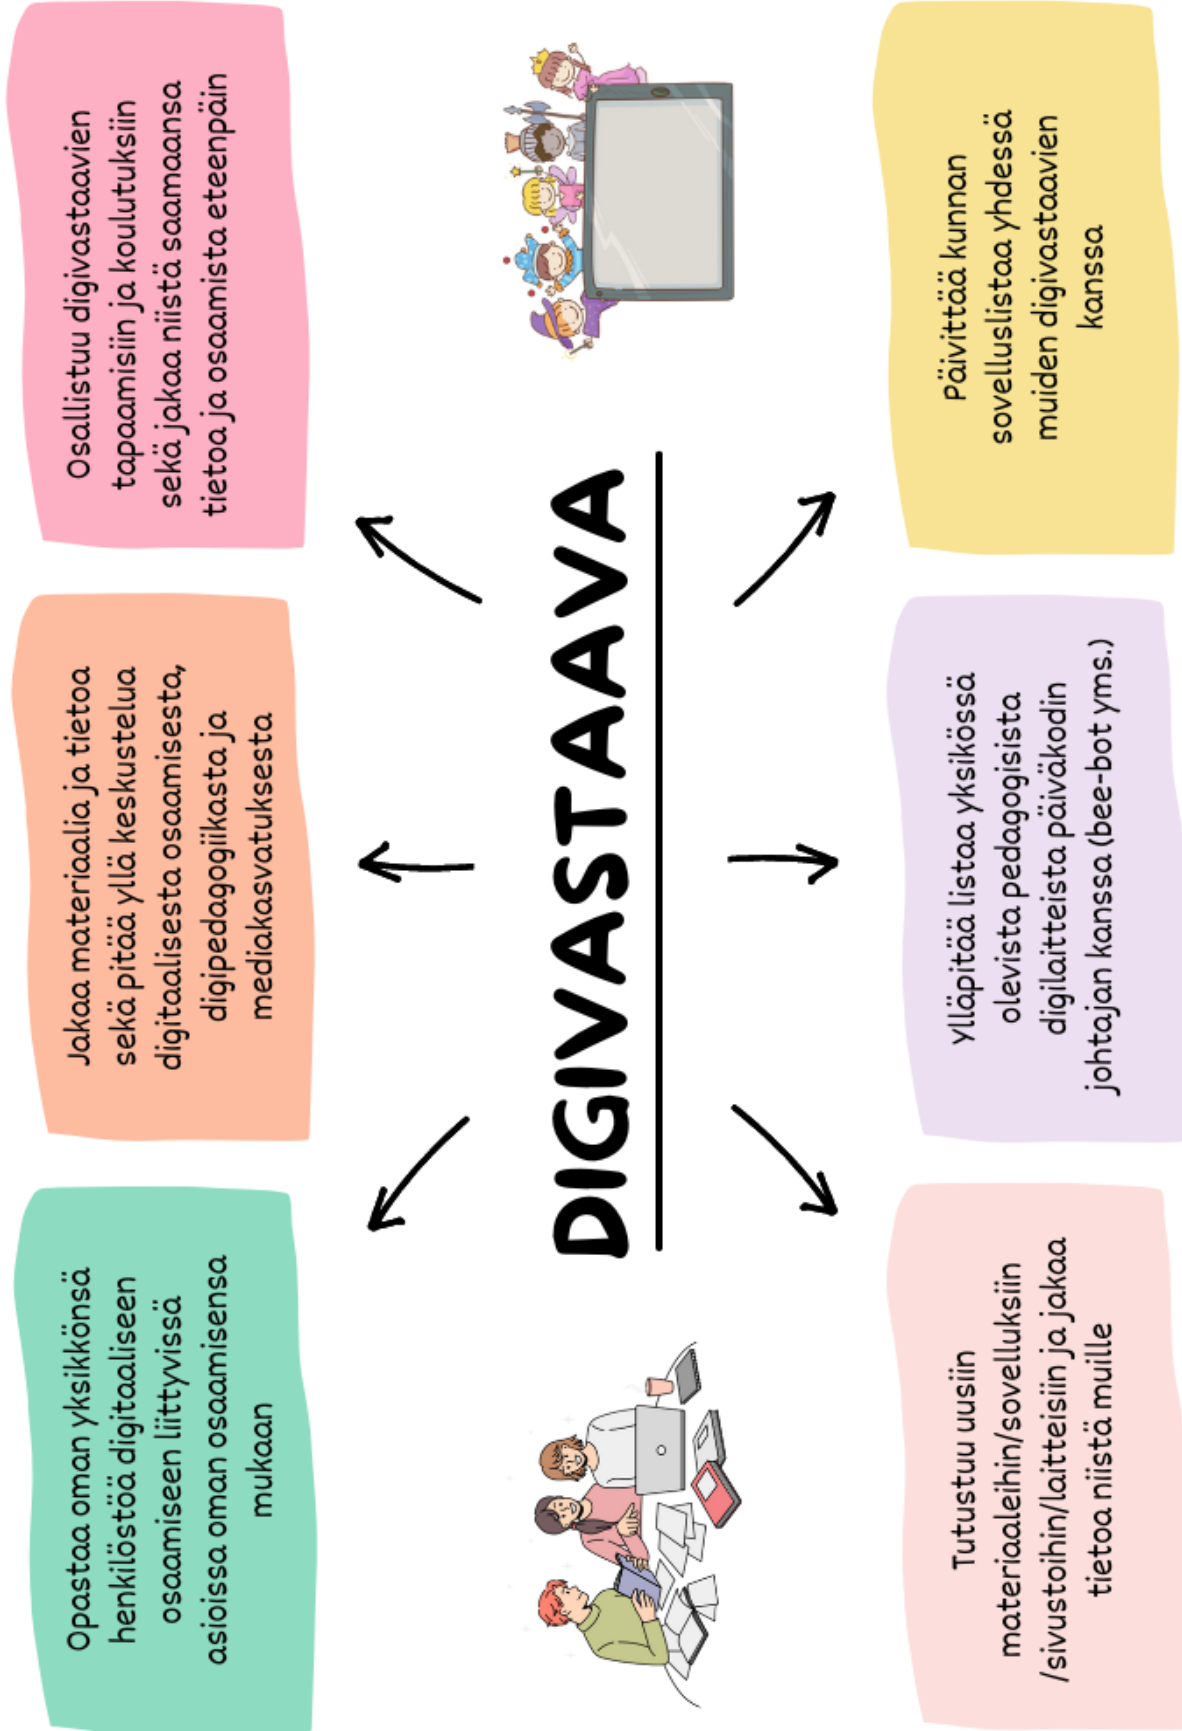 Opastaa oman yksikkönsä
henkilöstöä digitaaliseen
osaamiseen liittyvissä
asioissa oman osaamisensa
mukaan
Jakaa materiaalia ja tietoa
sekä pitää yllä keskustelua
digitaalisesta osaamisesta,
digipedagogiikasta ja
mediakasvatuksesta
Osallistuu digivastaavien
tapaamisiin ja koulutuksiin
sekä jakaa niistä saamaansa
tietoa ja osaamista eteenpäin
DIGIVASTAAVA
Tutustuu uusiin
materiaaleihin/sovelluksiin
/sivustoihin/laitteisiin ja jakaa
tietoa niistä muille
Ylläpitää listaa yksikössä
olevista pedagogisista
digilaitteista päiväkodin
johtajan kanssa (bee-bot yms.)
Päivittää kunnan
sovelluslistaa yhdessä
muiden digivastaavien
kanssa